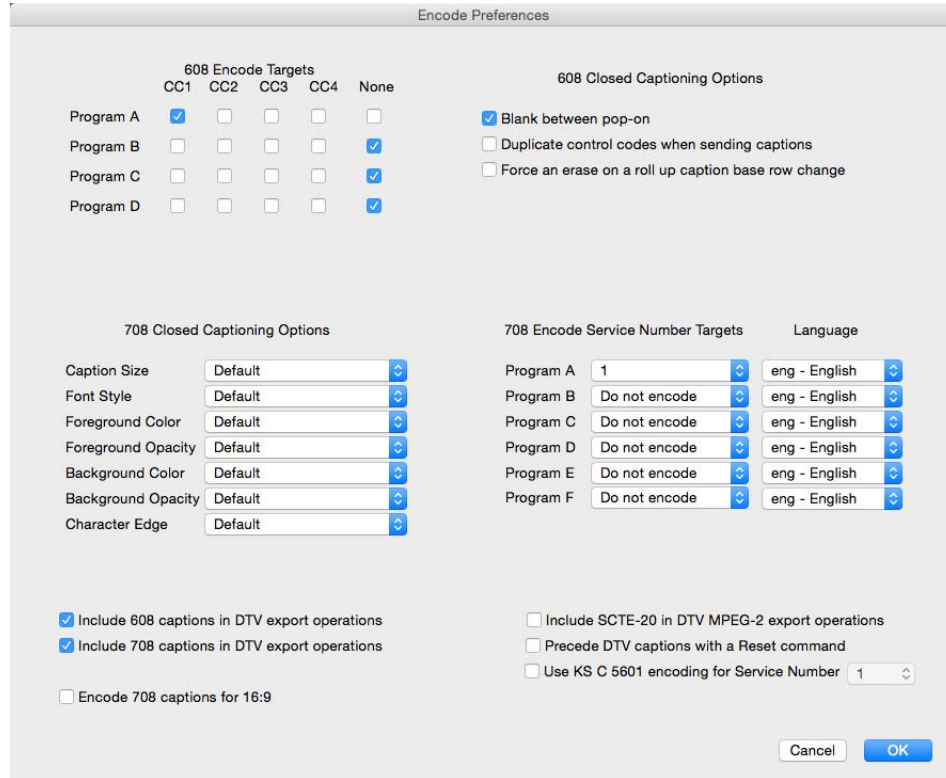 Encode Preferences
608 Encode Targets
CC1 CC2 CC3 CC4 None
Program A
Program B
Program C
Program D
608 Closed Captioning Options
Blank between pop-on
Duplicate control codes when sending captions
Force an erase on a roll up caption base row change
708 Closed Captioning Options
Caption Size Default
Font Style Default
Foreground Color Default
Foreground Opacity Default
Background Color Default
Background Opacity Default
Character Edge Default
708 Encode Service Number Targets Language
Program A 1 eng - English
Program B Do not encode eng - English
Program C Do not encode eng - English
Program D Do not encode eng - English
Program E Do not encode eng - English
Program F Do not encode eng - English
Include 608 captions in DTV export operations
Include 708 captions in DTV export operations
Encode 708 captions for 16:9
Include SCTE-20 in DTV MPEG-2 export operations
Precede DTV captions with a Reset command
Use KS C 5601 encoding for Service Number 1
Cancel OK